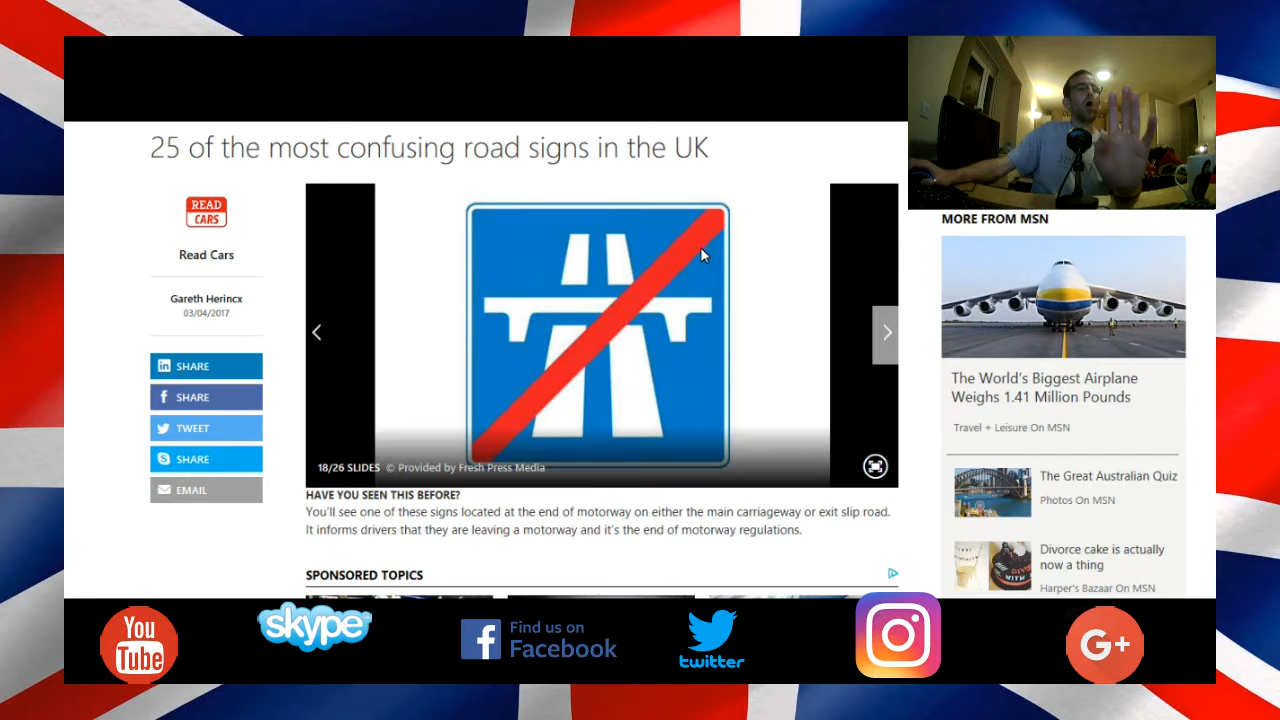 25 of the most confusing road signs in the UK
READ
CARS
Read Cars
Gareth Herincx
03/04/2017
SHARE
SHARE
TWEET
SHARE
EMAIL
18/26 SLIDES © Provided by Fresh Press Media
HAVE YOU SEEN THIS BEFORE?
You'll see one of these signs located at the end of motorway on either the main carriageway or exit slip road.
It informs drivers that they are leaving a motorway and it's the end of motorway regulations.
SPONSORED TOPICS
MORE FROM MSN
The World's Biggest Airplane
Weighs 1.41 Million Pounds
Travel + Leisure On MSN
The Great Australian Quiz
Photos On MSN
Divorce cake is actually
now a thing
Harper's Bazaar On MSN
You
Tube
skype
Find us on
Facebook
twitter
G+